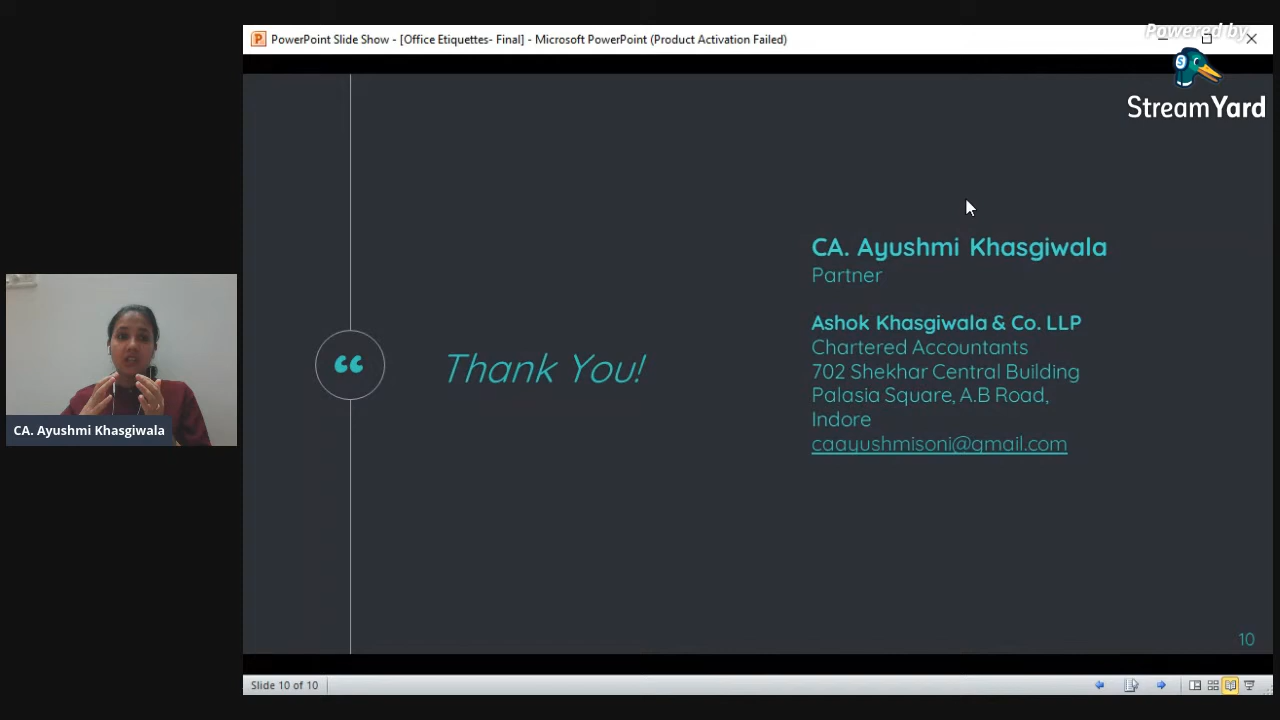 PowerPoint Slide Show - [Office Etiquettes- Final] - Microsoft PowerPoint (Product Activation Failed)
Powered by
StreamYard
CA. Ayushmi Khasgiwala
Partner
Ashok Khasgiwala & Co. LLP
Chartered Accountants
702 Shekhar Central Building
Palasia Square, A.B Road,
Indore
caayushmisoni@gmail.com
“ Thank You!
CA. Ayushmi Khasgiwala
10
Slide 10 of 10